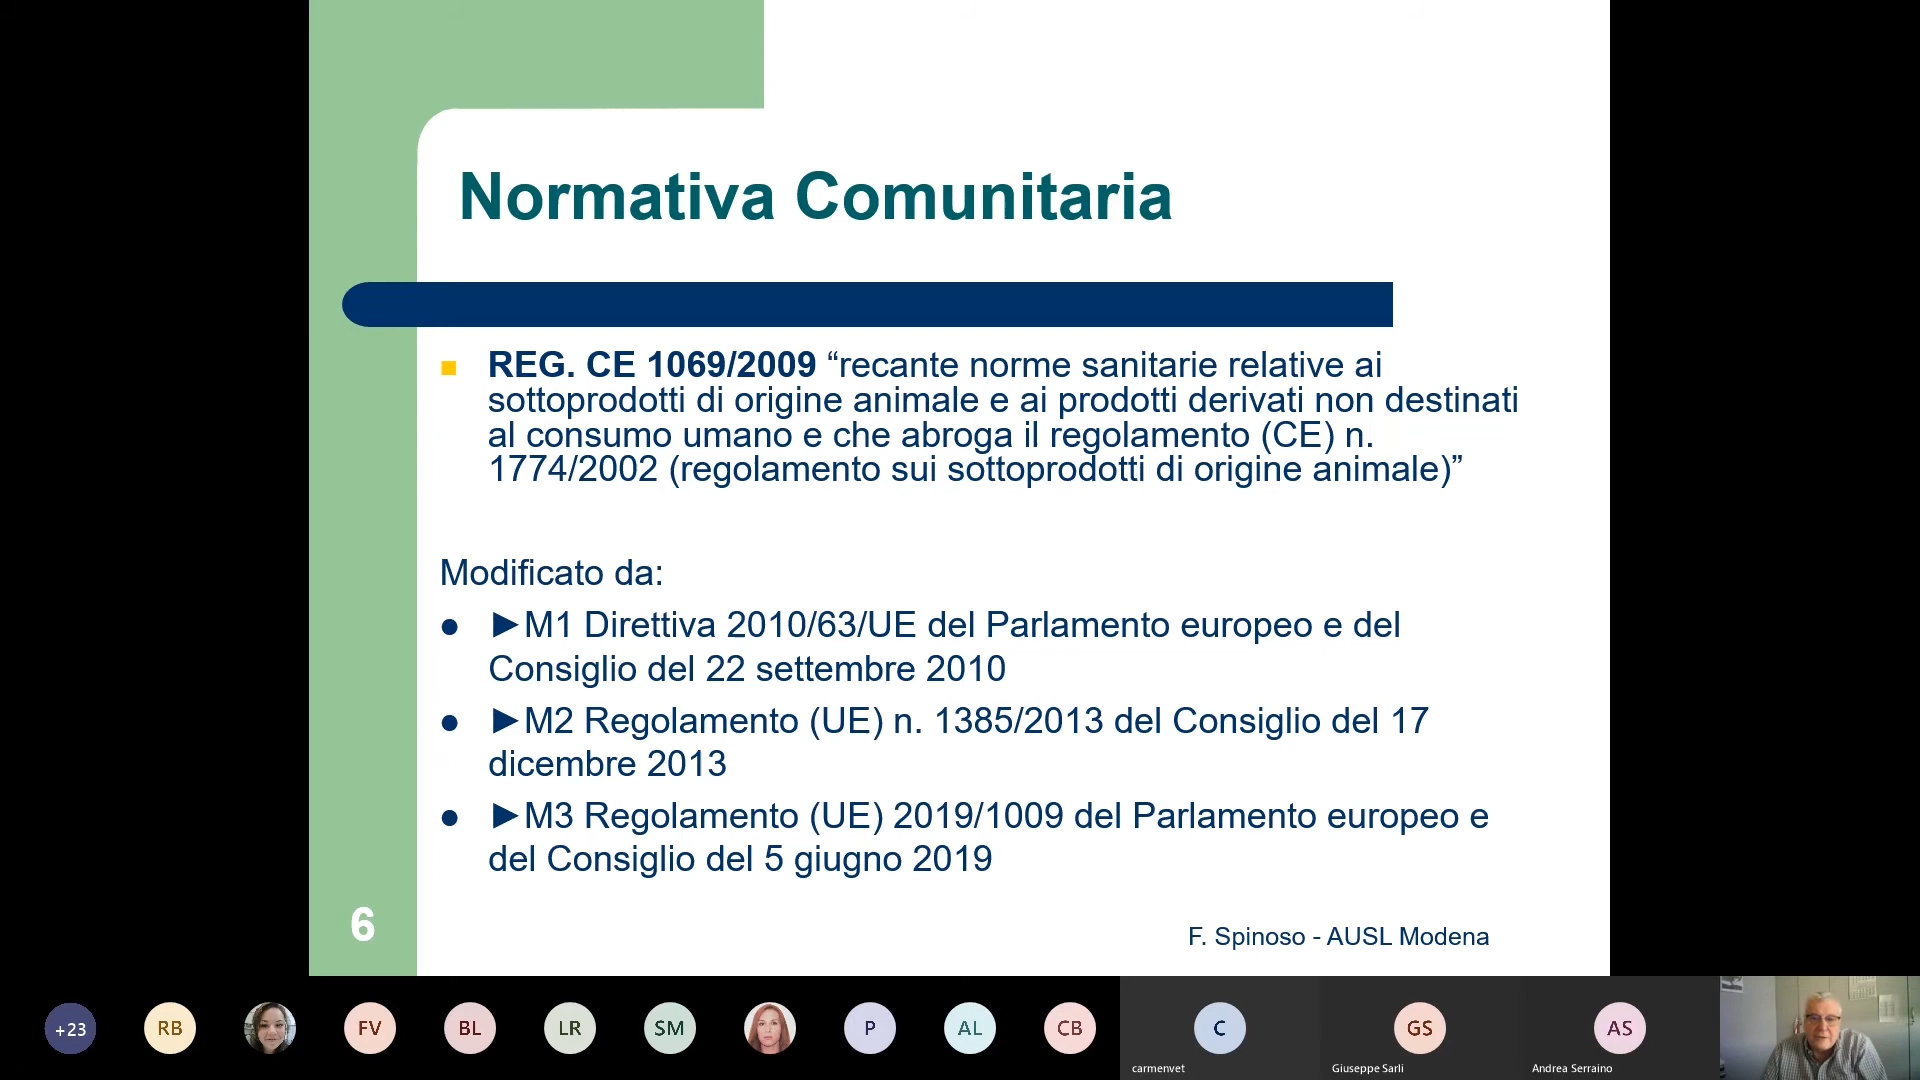 Normativa Comunitaria
REG. CE 1069/2009 “recante norme sanitarie relative ai
sottoprodotti di origine animale e ai prodotti derivati non destinati
al consumo umano e che abroga il regolamento (CE) n.
1774/2002 (regolamento sui sottoprodotti di origine animale)”
Modificato da:
►M1 Direttiva 2010/63/UE del Parlamento europeo e del
Consiglio del 22 settembre 2010
►M2 Regolamento (UE) n. 1385/2013 del Consiglio del 17
dicembre 2013
►M3 Regolamento (UE) 2019/1009 del Parlamento europeo e
del Consiglio del 5 giugno 2019
6
F. Spinoso - AUSL Modena
+23 RB FV BL LR SM P AL CB C GS AS
carmenvet Giuseppe Sarli Andrea Serraino